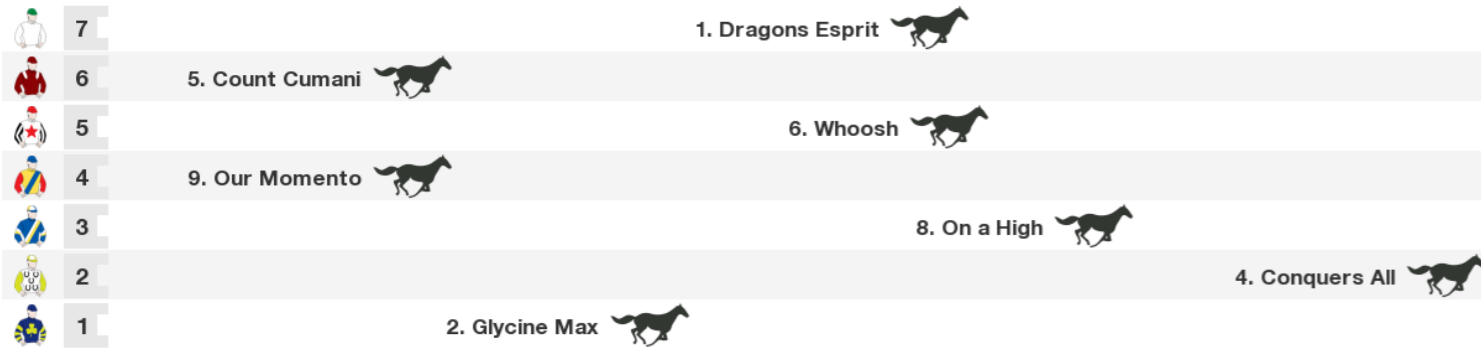 7 1. Dragons Esprit
6 5. Count Cumani
5 6. Whoosh
4 9. Our Momento
3 8. On a High
2 4. Conquers All
1 2. Glycine Max